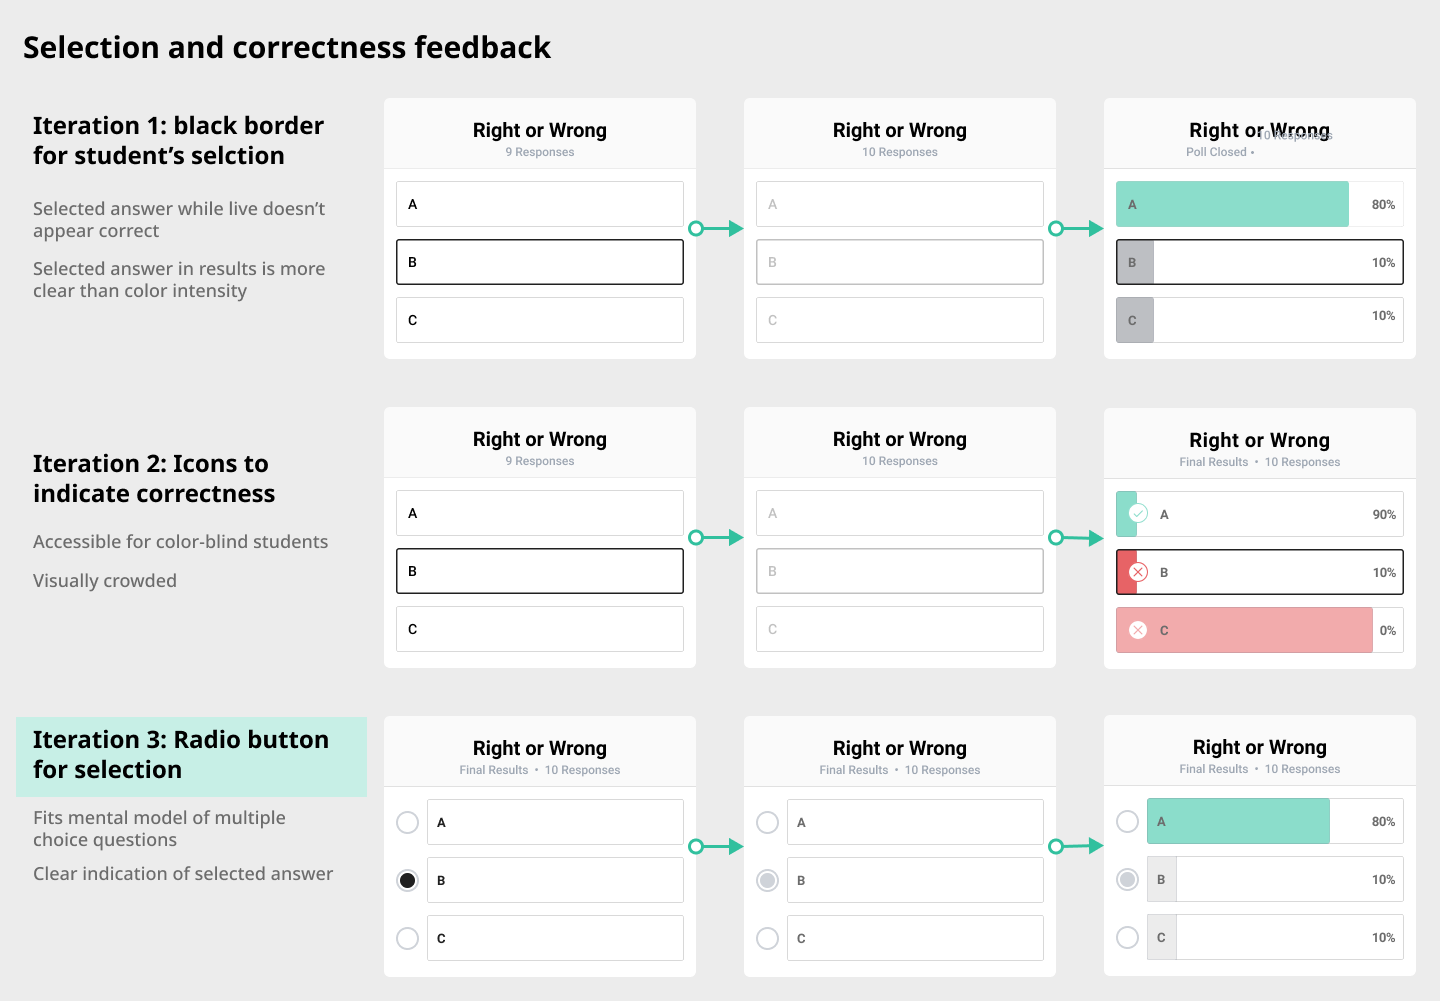 Selection and correctness feedback
Iteration 1: black border
for student's selction
Selected answer while live doesn't
appear correct
Selected answer in results is more
clear than color intensity
Right or Wrong
9 Responses
A
B
C
Right or Wrong
10 Responses
A
B
C
Right or Wrong
10 Responses
Poll Closed •
A 80%
B 10%
C 10%
Iteration 2: Icons to
indicate correctness
Accessible for color-blind students
Visually crowded
Right or Wrong
9 Responses
A
B
C
Right or Wrong
10 Responses
A
B
C
Right or Wrong
Final Results • 10 Responses
A 90%
B 10%
C 0%
Iteration 3: Radio button
for selection
Fits mental model of multiple
choice questions
Clear indication of selected answer
Right or Wrong
Final Results • 10 Responses
A
B
C
Right or Wrong
Final Results • 10 Responses
A
B
C
Right or Wrong
Final Results • 10 Responses
A 80%
B 10%
C 10%